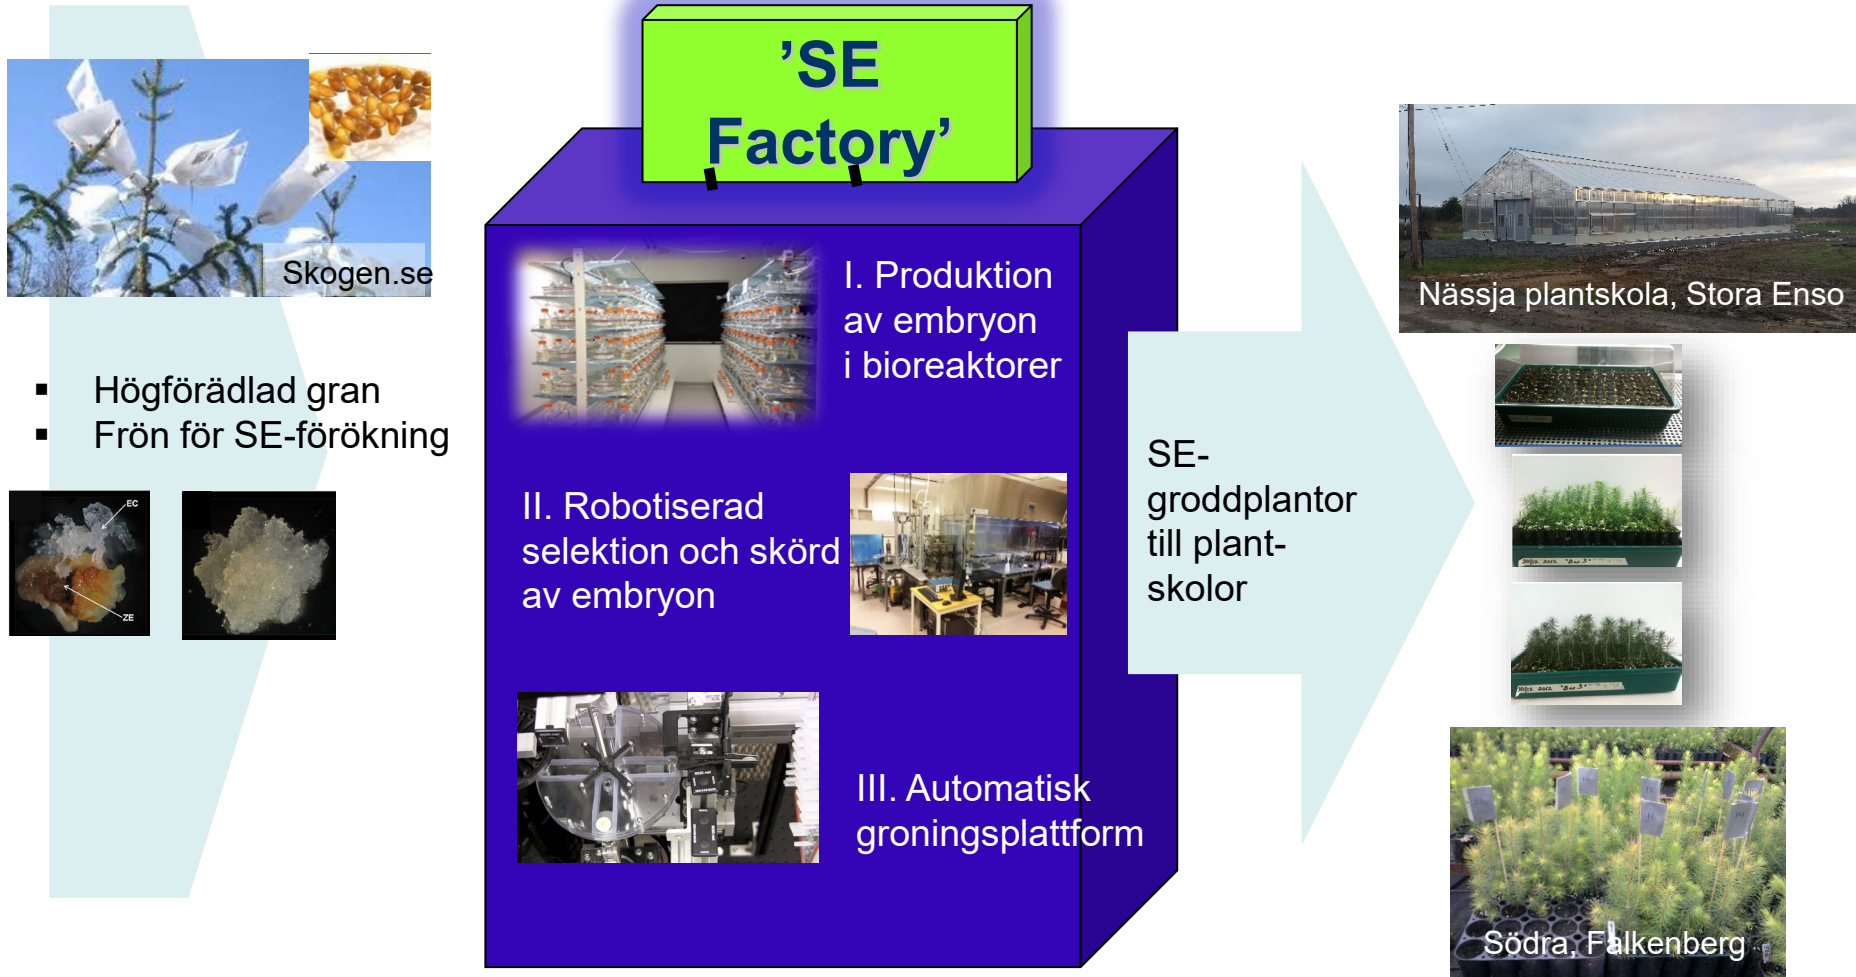 ’SE
Factory’
Skogen.se
▪ Högförädlad gran
▪ Frön för SE-förökning
EC
ZE
I. Produktion
av embryon
i bioreaktorer
II. Robotiserad
selektion och skörd
av embryon
III. Automatisk
groningsplattform
SE-
groddplantor
till plant-
skolor
Nässja plantskola, Stora Enso
Södra, Falkenberg